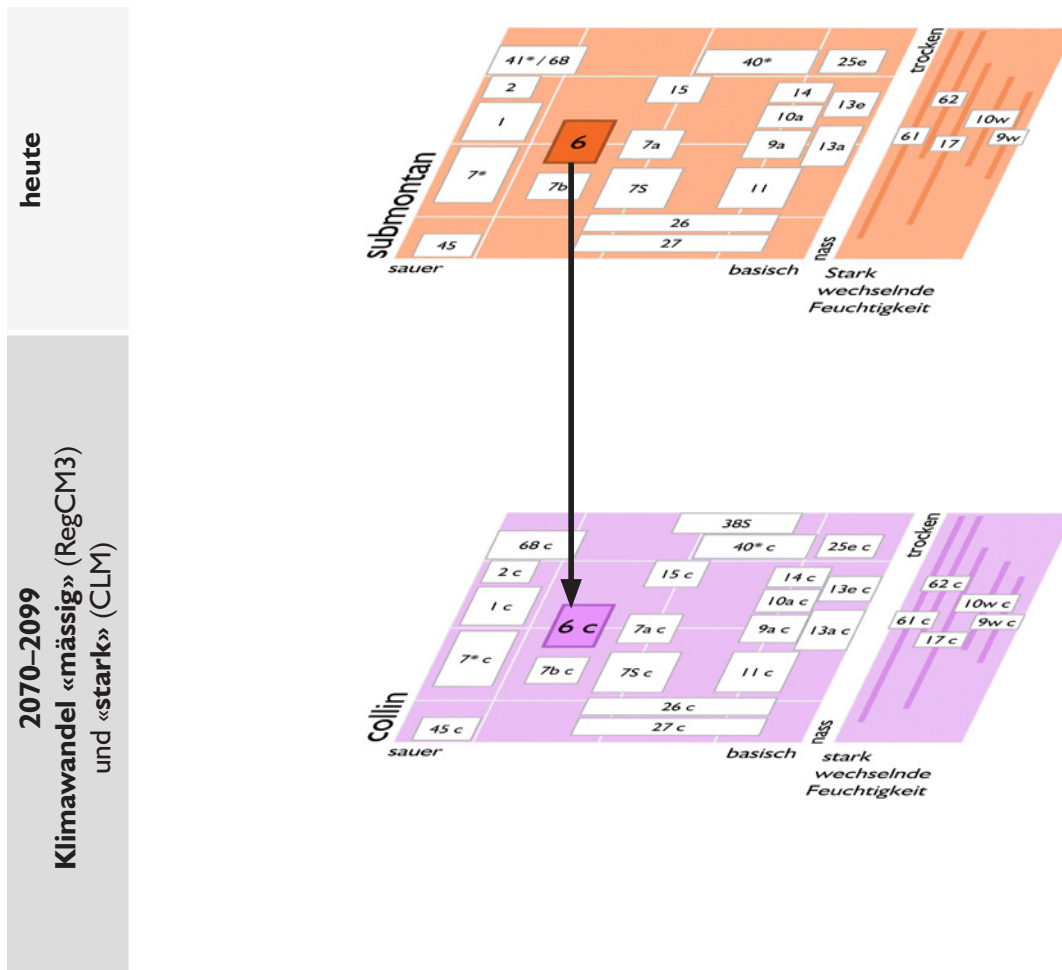 heute
submontan
trocken
41* / 68
40*
25e
2
15
14
13e
1
10a
62
10w
6
7a
9a
13a
61
17
9w
7*
7b
7S
11
26
45
27
nass
sauer
basisch
Stark
wechselnde
Feuchtigkeit
2070–2099
Klimawandel «mässig» (RegCM3)
und «stark» (CLM)
collin
trocken
38S
68 c
40* c
25e c
2 c
15 c
14 c
13e c
1 c
10a c
62 c
10w c
6 c
7a c
9a c
13a c
61 c
17 c
9w c
7* c
7b c
7S c
11 c
26 c
45 c
27 c
nass
sauer
basisch
stark
wechselnde
Feuchtigkeit